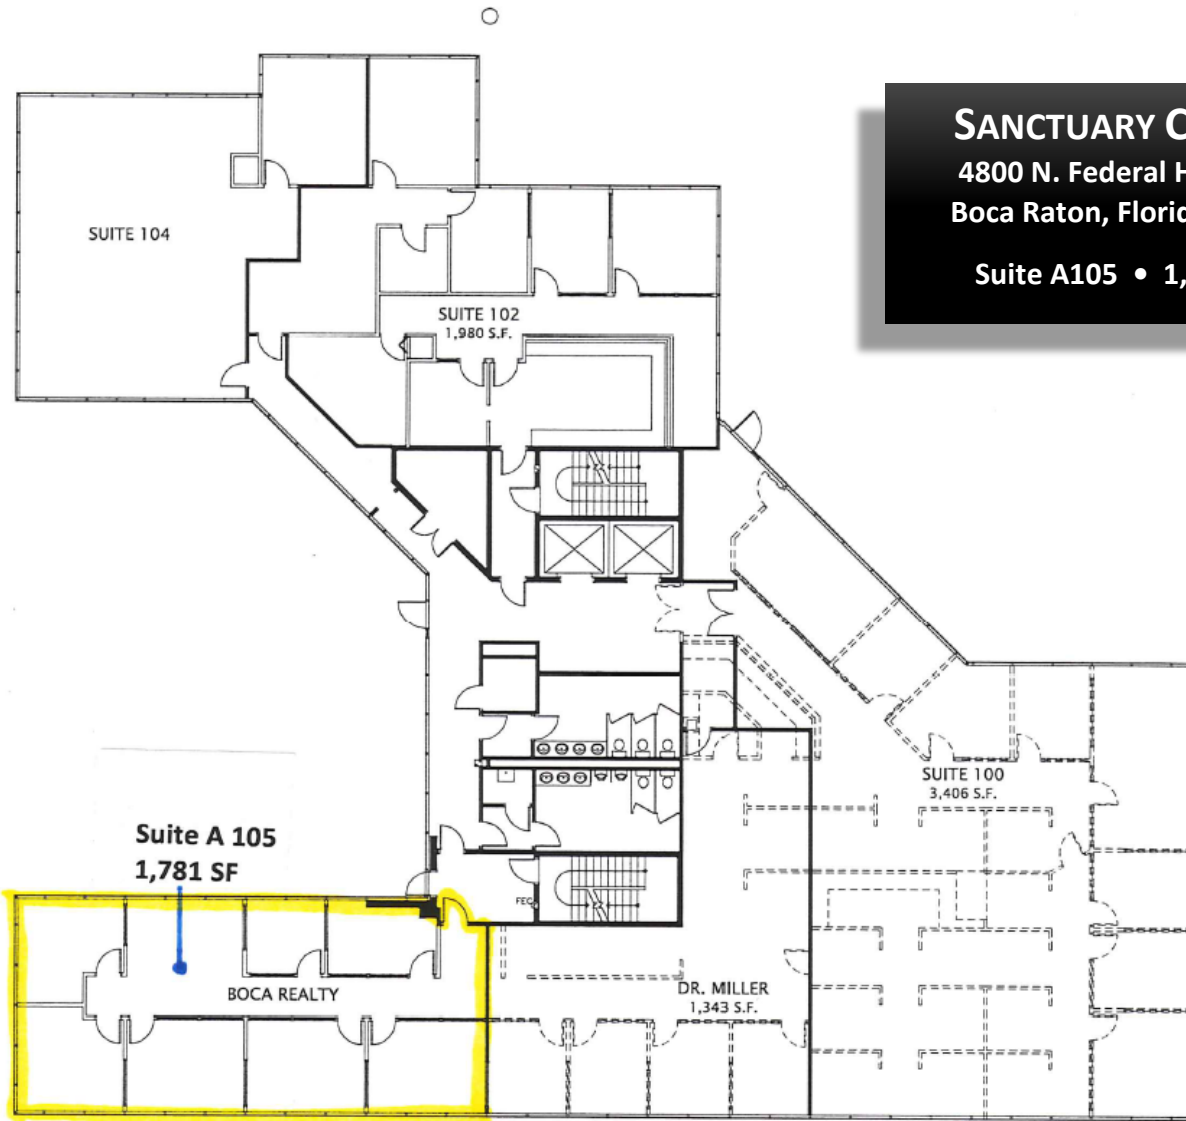 SANCTUARY C
4800 N. Federal H
Boca Raton, Florid
Suite A105 • 1,
SUITE 104
SUITE 102
1,980 S.F.
SUITE 100
3,406 S.F.
Suite A 105
1,781 SF
FEC
BOCA REALTY
DR. MILLER
1,343 S.F.